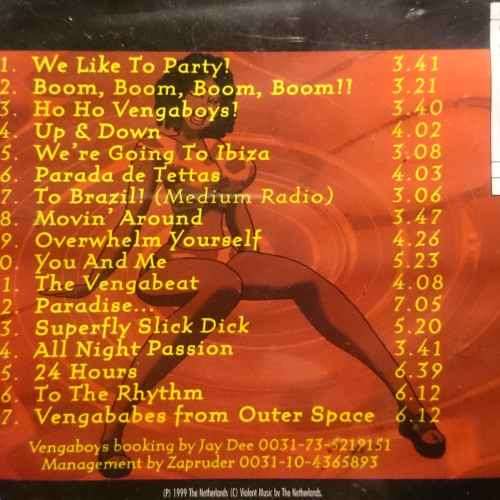 1. We Like To Party! 3.41
2. Boom, Boom, Boom, Boom!! 3.21
3. Ho Ho Vengaboys! 3.40
4. Up & Down 4.02
5. We're Going To Ibiza 3.08
6. Parada de Tettas 4.03
7. To Brazil! (Medium Radio) 3.06
8. Movin' Around 3.47
9. Overwhelm Yourself 4.26
0. You And Me 5.23
1. The Vengabeat 4.08
2. Paradise... 7.05
3. Superfly Slick Dick 5.20
4. All Night Passion 3.41
5. 24 Hours 6.39
6. To The Rhythm 6.12
7. Vengababes from Outer Space 6.12
Vengaboys booking by Jay Dee 0031-73-5219151
Management by Zapruder 0031-10-4365893
(P) 1999 The Netherlands (C) Violent Music by The Netherlands.